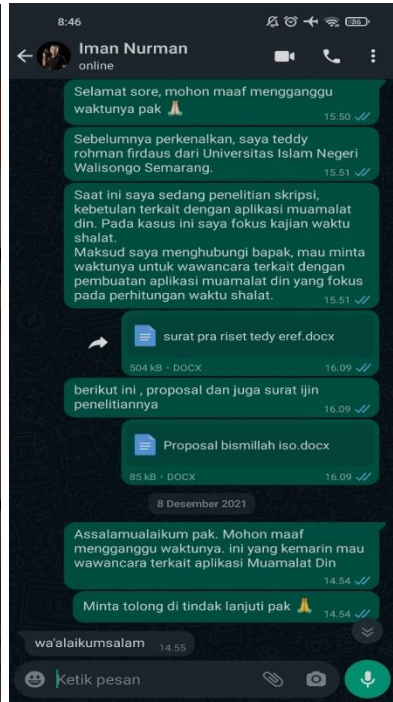 8:46
36
Iman Nurman
online
Selamat sore, mohon maaf mengganggu
waktunya pak 🙏🏻
15.50
Sebelumnya perkenalkan, saya teddy
rohman firdaus dari Universitas Islam Negeri
Walisongo Semarang.
15.51
Saat ini saya sedang penelitian skripsi,
kebetulan terkait dengan aplikasi muamalat
din. Pada kasus ini saya fokus kajian waktu
shalat.
Maksud saya menghubungi bapak, mau minta
waktunya untuk wawancara terkait dengan
pembuatan aplikasi muamalat din yang fokus
pada perhitungan waktu shalat.
15.51
surat pra riset tedy eref.docx
504 kB • DOCX
16.09
berikut ini , proposal dan juga surat ijin
penelitiannya
16.09
Proposal bismillah iso.docx
85 kB • DOCX
16.09
8 Desember 2021
Assalamualaikum pak. Mohon maaf
mengganggu waktunya. ini yang kemarin mau
wawancara terkait aplikasi Muamalat Din
14.54
Minta tolong di tindak lanjuti pak 🙏
14.54
wa'alaikumsalam
14.55
Ketik pesan